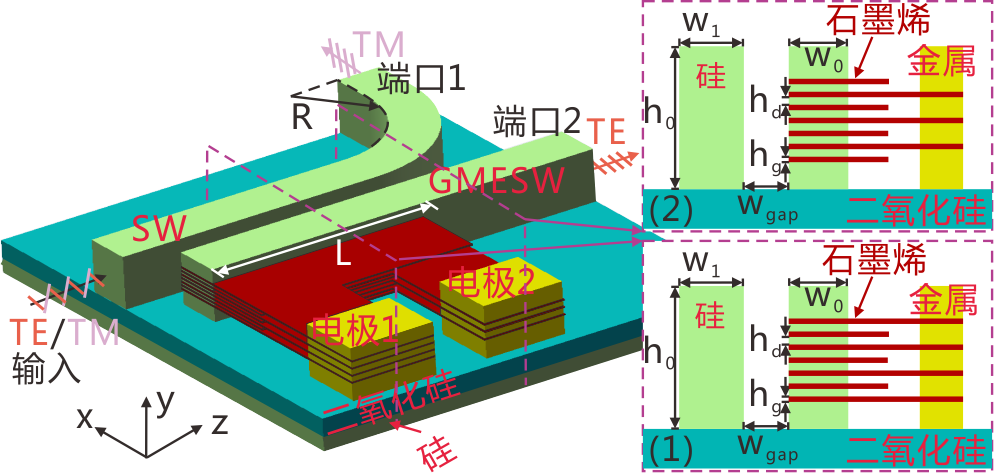 TM
端口1
R
端口2
TE
GMESW
SW
L
电极2
电极1
TE/TM
输入
二氧化硅
硅
x
y
z
w1
石墨烯
硅
w0
金属
h0
hd
hg
(2)
wgap
二氧化硅
w1
石墨烯
硅
w0
金属
h0
hd
hg
(1)
wgap
二氧化硅